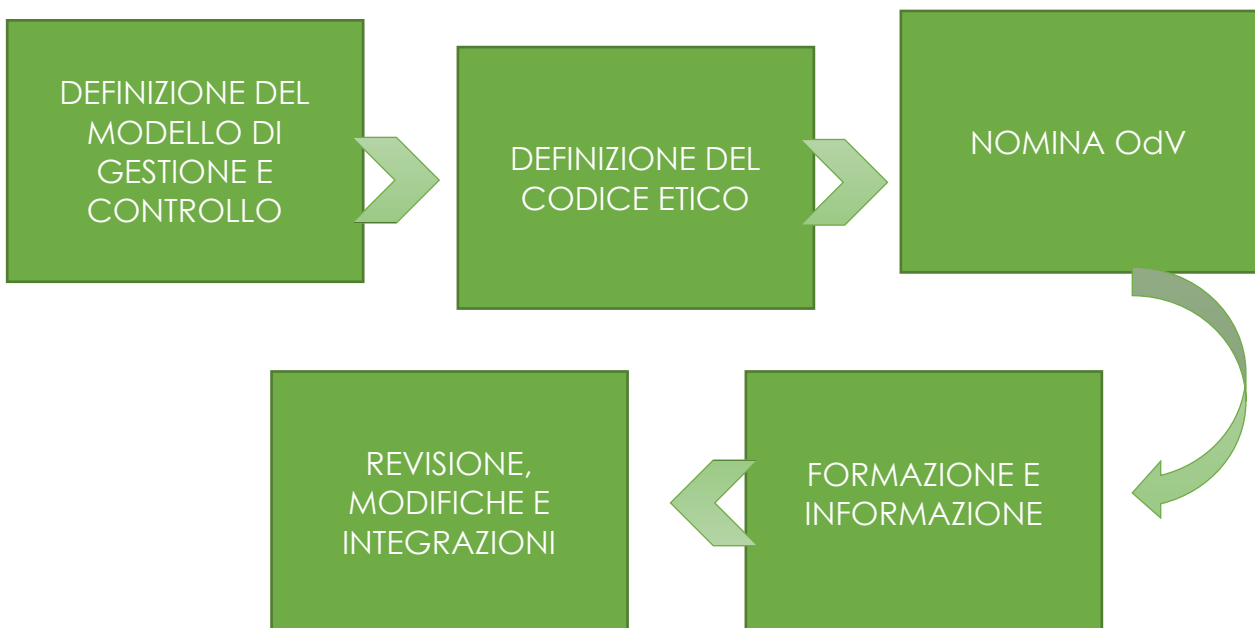 DEFINIZIONE DEL
MODELLO DI
GESTIONE E
CONTROLLO
DEFINIZIONE DEL
CODICE ETICO
NOMINA OdV
FORMAZIONE E
INFORMAZIONE
REVISIONE,
MODIFICHE E
INTEGRAZIONI